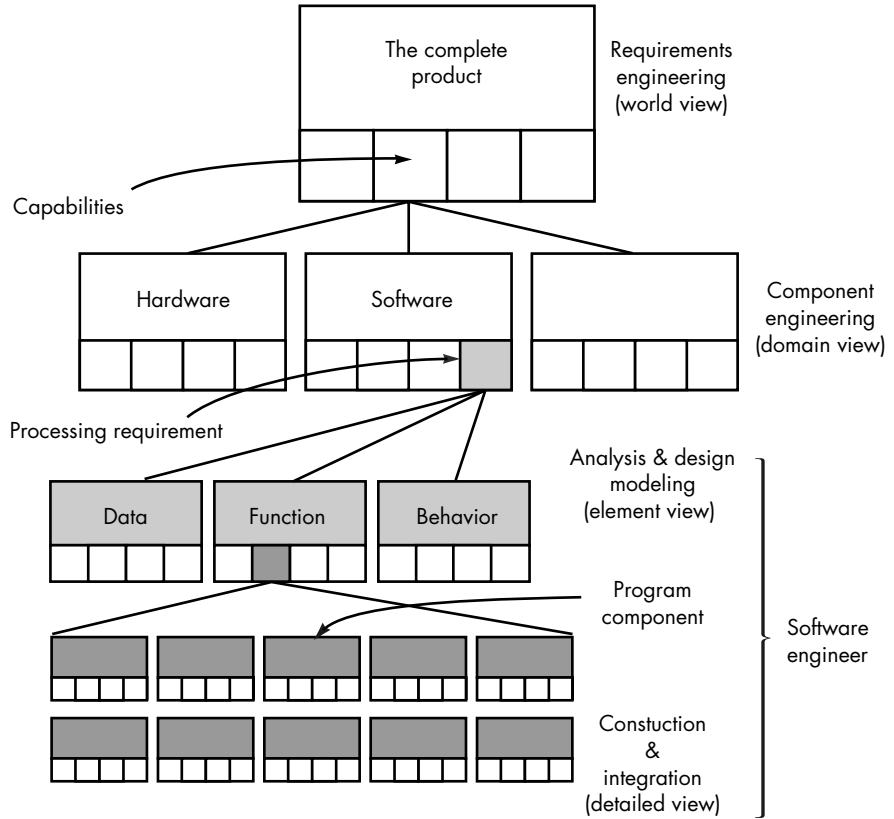 The complete
product
Requirements
engineering
(world view)
Capabilities
Hardware
Software
Component
engineering
(domain view)
Processing requirement
Analysis & design
modeling
(element view)
Data
Function
Behavior
Program
component
Software
engineer
Constuction
&
integration
(detailed view)